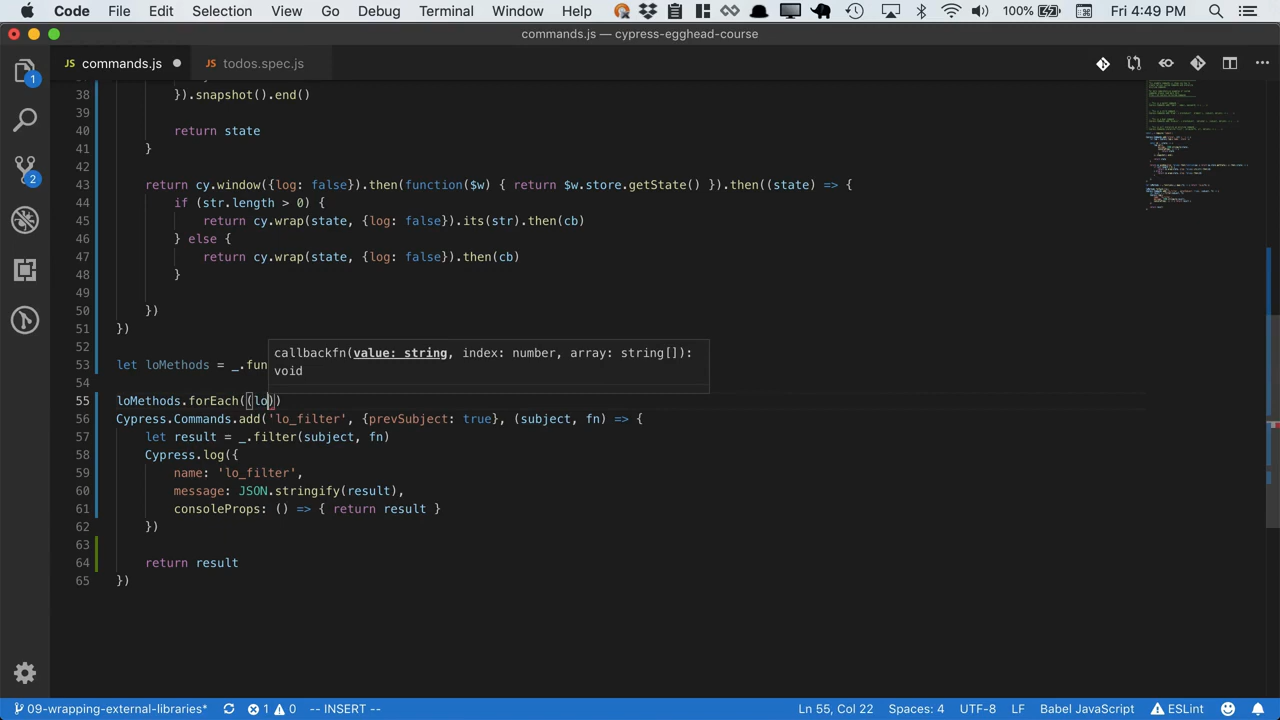 Code File Edit Selection View Go Debug Terminal Window Help 100% Fri 4:49 PM
commands.js — cypress-egghead-course
JS commands.js JS todos.spec.js
1
2
38 }).snapshot().end()
39
40 return state
41 }
42
43 return cy.window({log: false}).then(function($w) { return $w.store.getState() }).then((state) => {
44 if (str.length > 0) {
45 return cy.wrap(state, {log: false}).its(str).then(cb)
46 } else {
47 return cy.wrap(state, {log: false}).then(cb)
48 }
49
50 })
51 })
callbackfn(value: string, index: number, array: string[]):
void
53 let loMethods = _.fun
54
55 loMethods.forEach((lo))
56 Cypress.Commands.add('lo_filter', {prevSubject: true}, (subject, fn) => {
57 let result = _.filter(subject, fn)
58 Cypress.log({
59 name: 'lo_filter',
60 message: JSON.stringify(result),
61 consoleProps: () => { return result }
62 })
63
64 return result
65 })
09-wrapping-external-libraries* 1 0 -- INSERT -- Ln 55, Col 22 Spaces: 4 UTF-8 LF Babel JavaScript ESLint